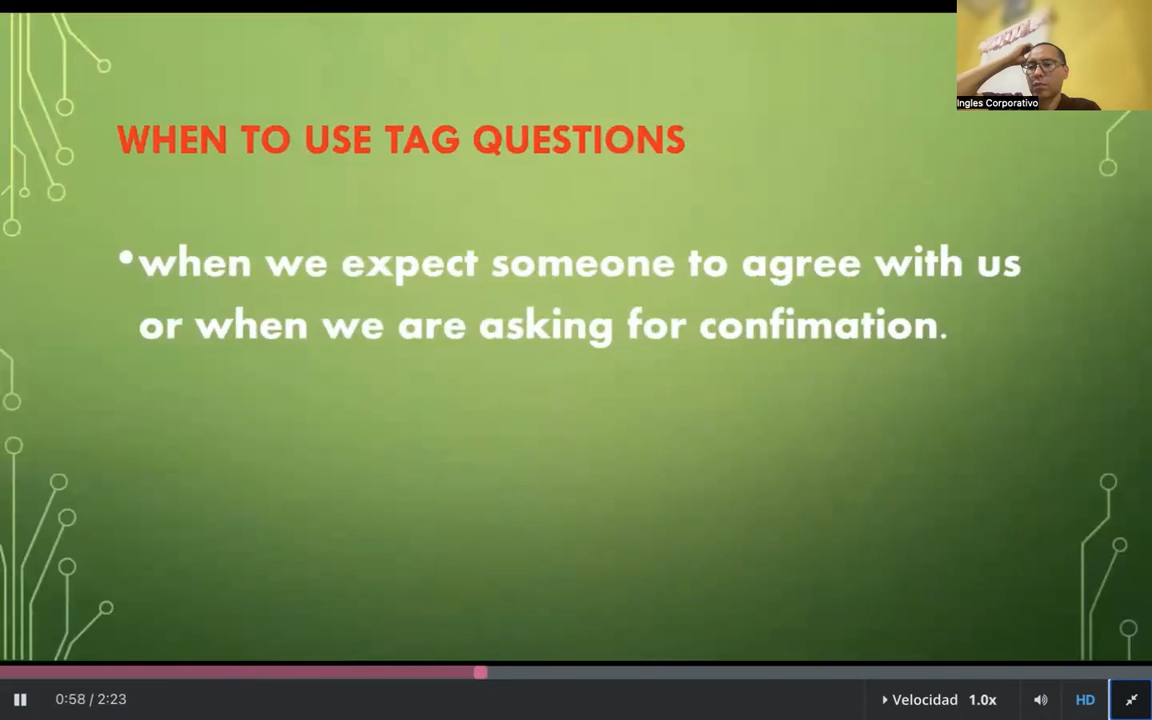 Ingles Corporativo
WHEN TO USE TAG QUESTIONS
•when we expect someone to agree with us
or when we are asking for confimation.
0:58 / 2:23
Velocidad 1.0x
HD